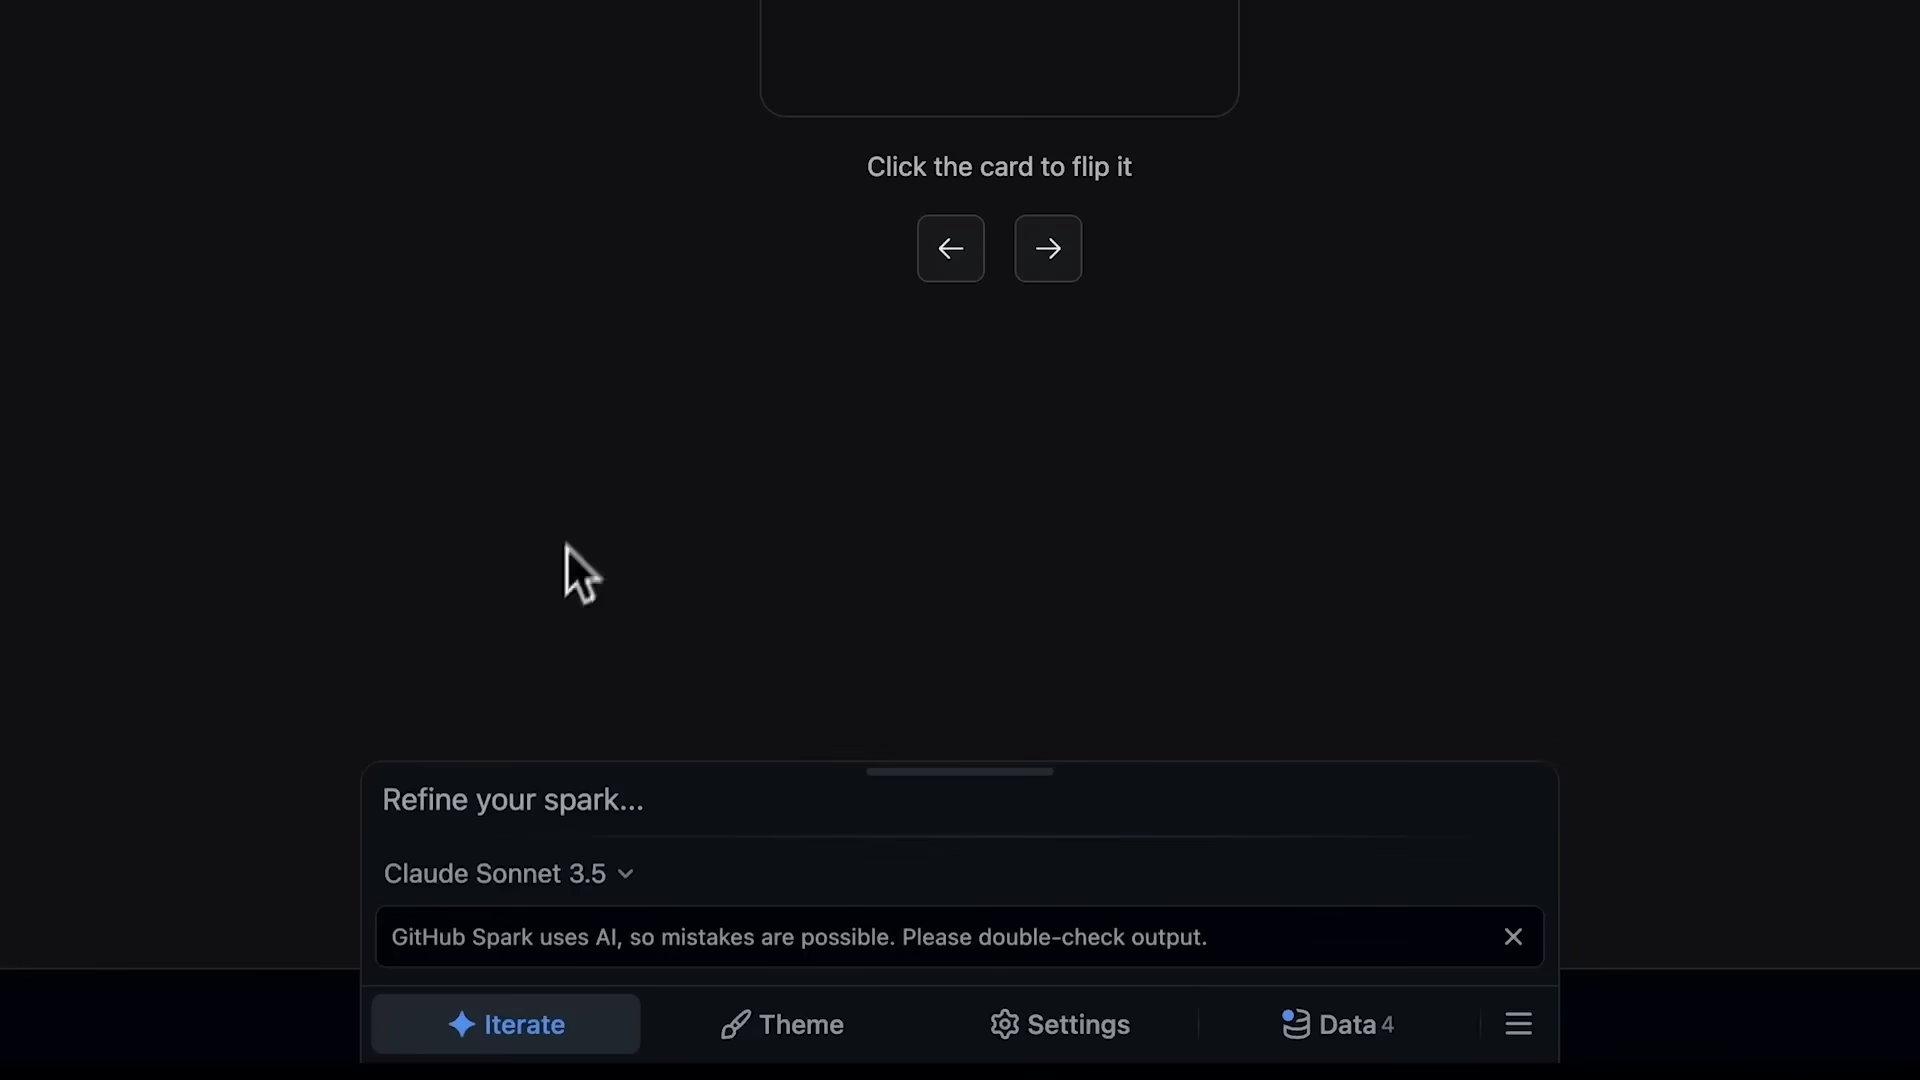 Click the card to flip it
Refine your spark...
Claude Sonnet 3.5
GitHub Spark uses AI, so mistakes are possible. Please double-check output.
Iterate Theme Settings Data 4